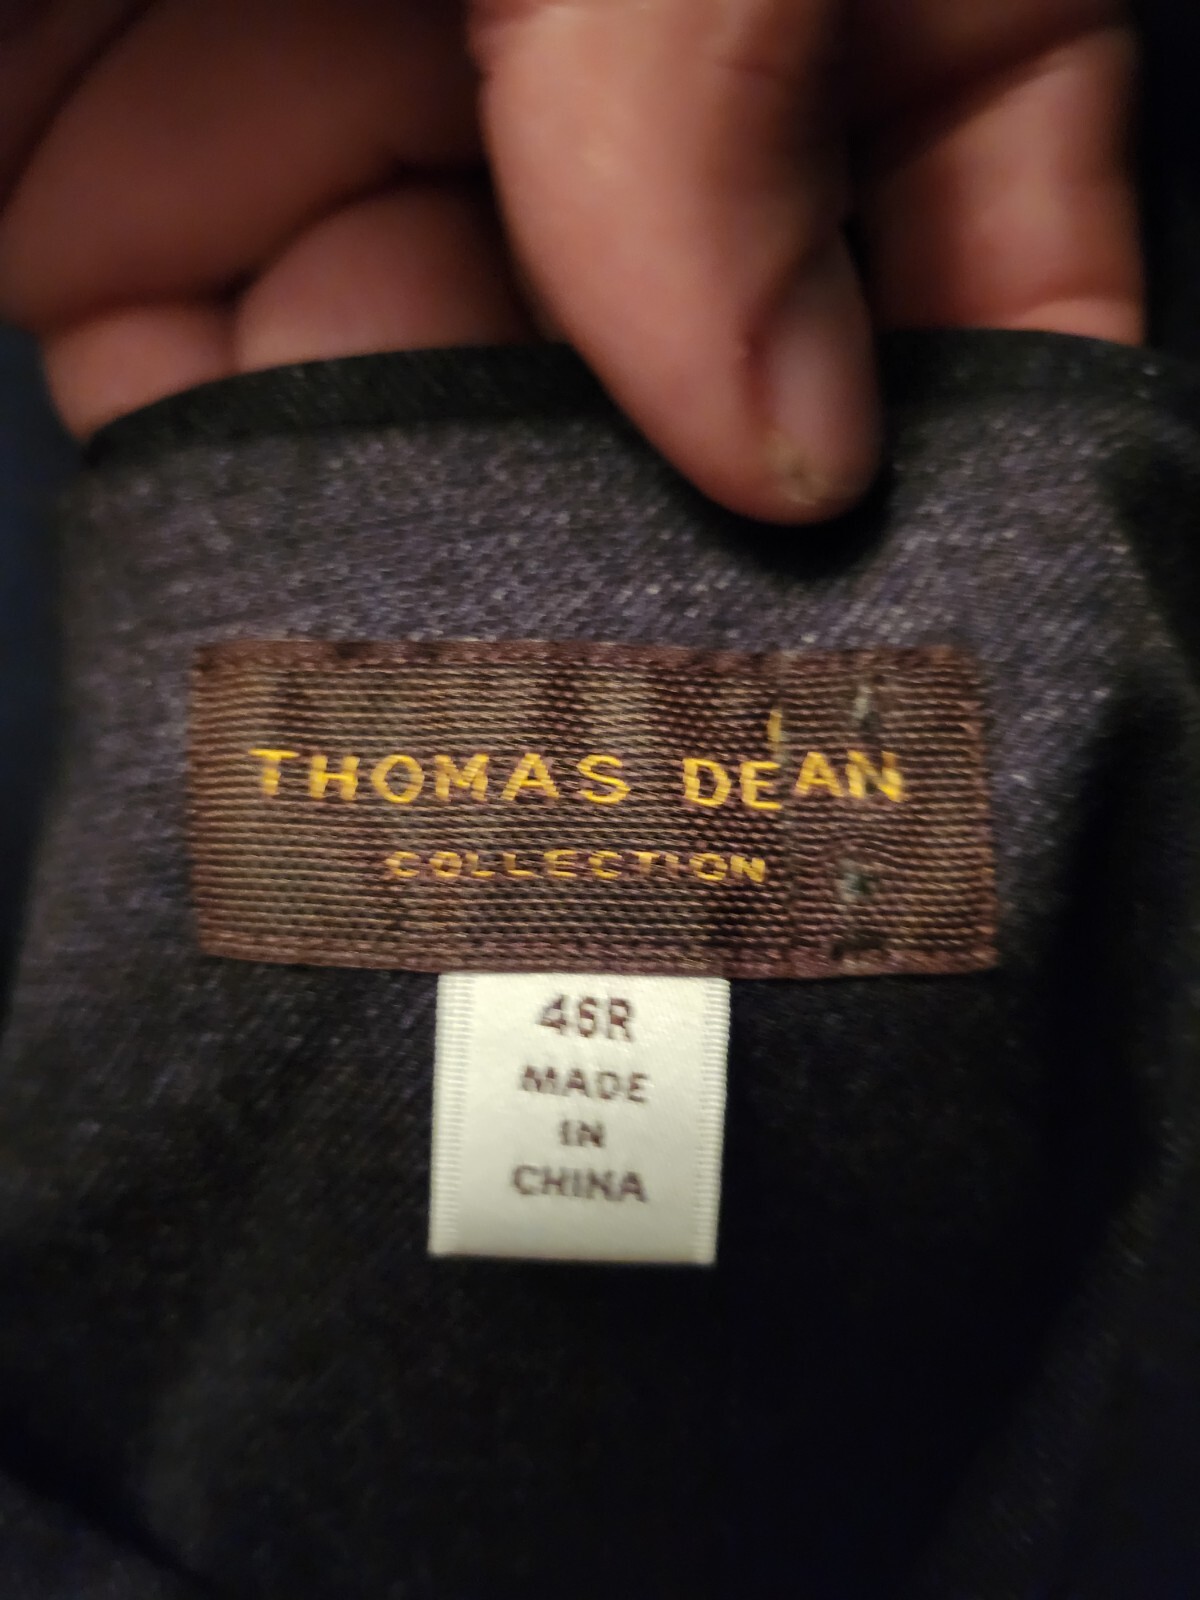 THOMAS DEAN
COLLECTION
46R
MADE
IN
CHINA